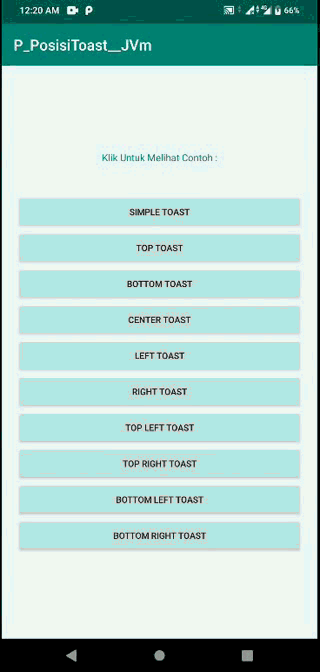 12:20 AM P 4G 66%
P_PosisiToast__JVm
Klik Untuk Melihat Contoh :
SIMPLE TOAST
TOP TOAST
BOTTOM TOAST
CENTER TOAST
LEFT TOAST
RIGHT TOAST
TOP LEFT TOAST
TOP RIGHT TOAST
BOTTOM LEFT TOAST
BOTTOM RIGHT TOAST